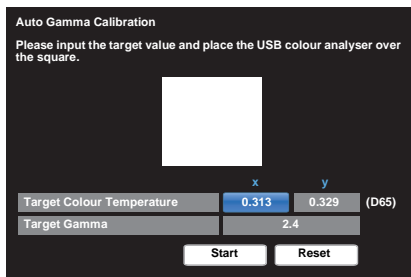 Auto Gamma Calibration
Please input the target value and place the USB colour analyser over
the square.
x y
Target Colour Temperature 0.313 0.329 (D65)
Target Gamma 2.4
Start Reset